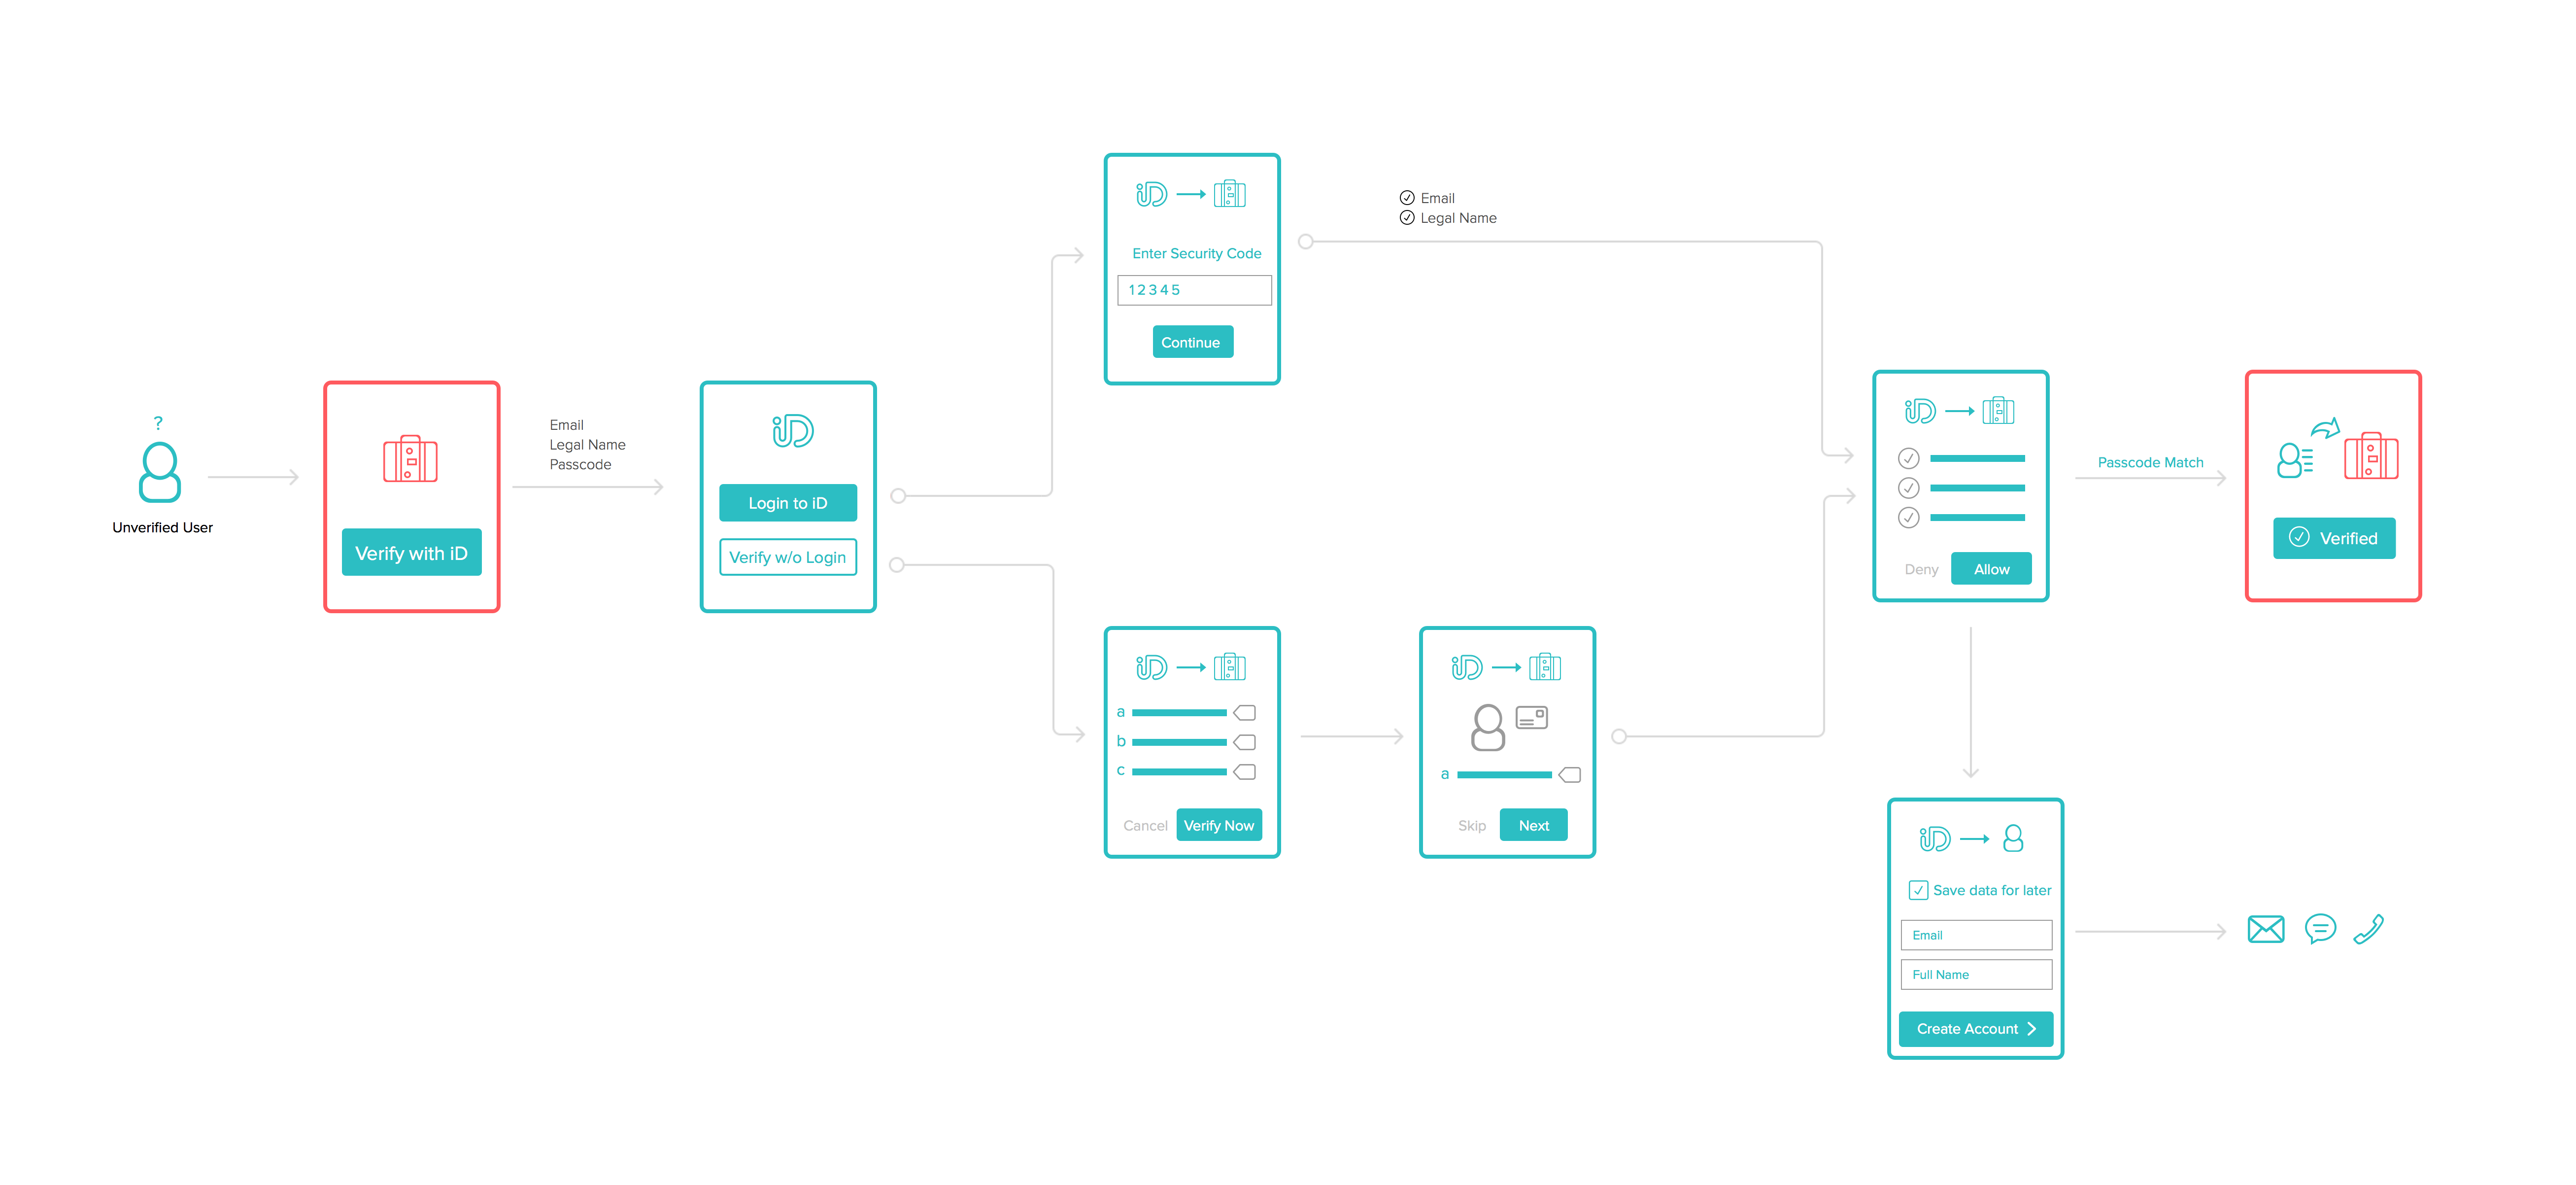 ?
Unverified User
Verify with iD
Email
Legal Name
Passcode
iD
Login to iD
Verify w/o Login
iD
Enter Security Code
12345
Continue
Email
Legal Name
iD
a
b
c
Cancel
Verify Now
iD
a
Skip
Next
iD
Deny
Allow
Passcode Match
Verified
iD
Save data for later
Email
Full Name
Create Account